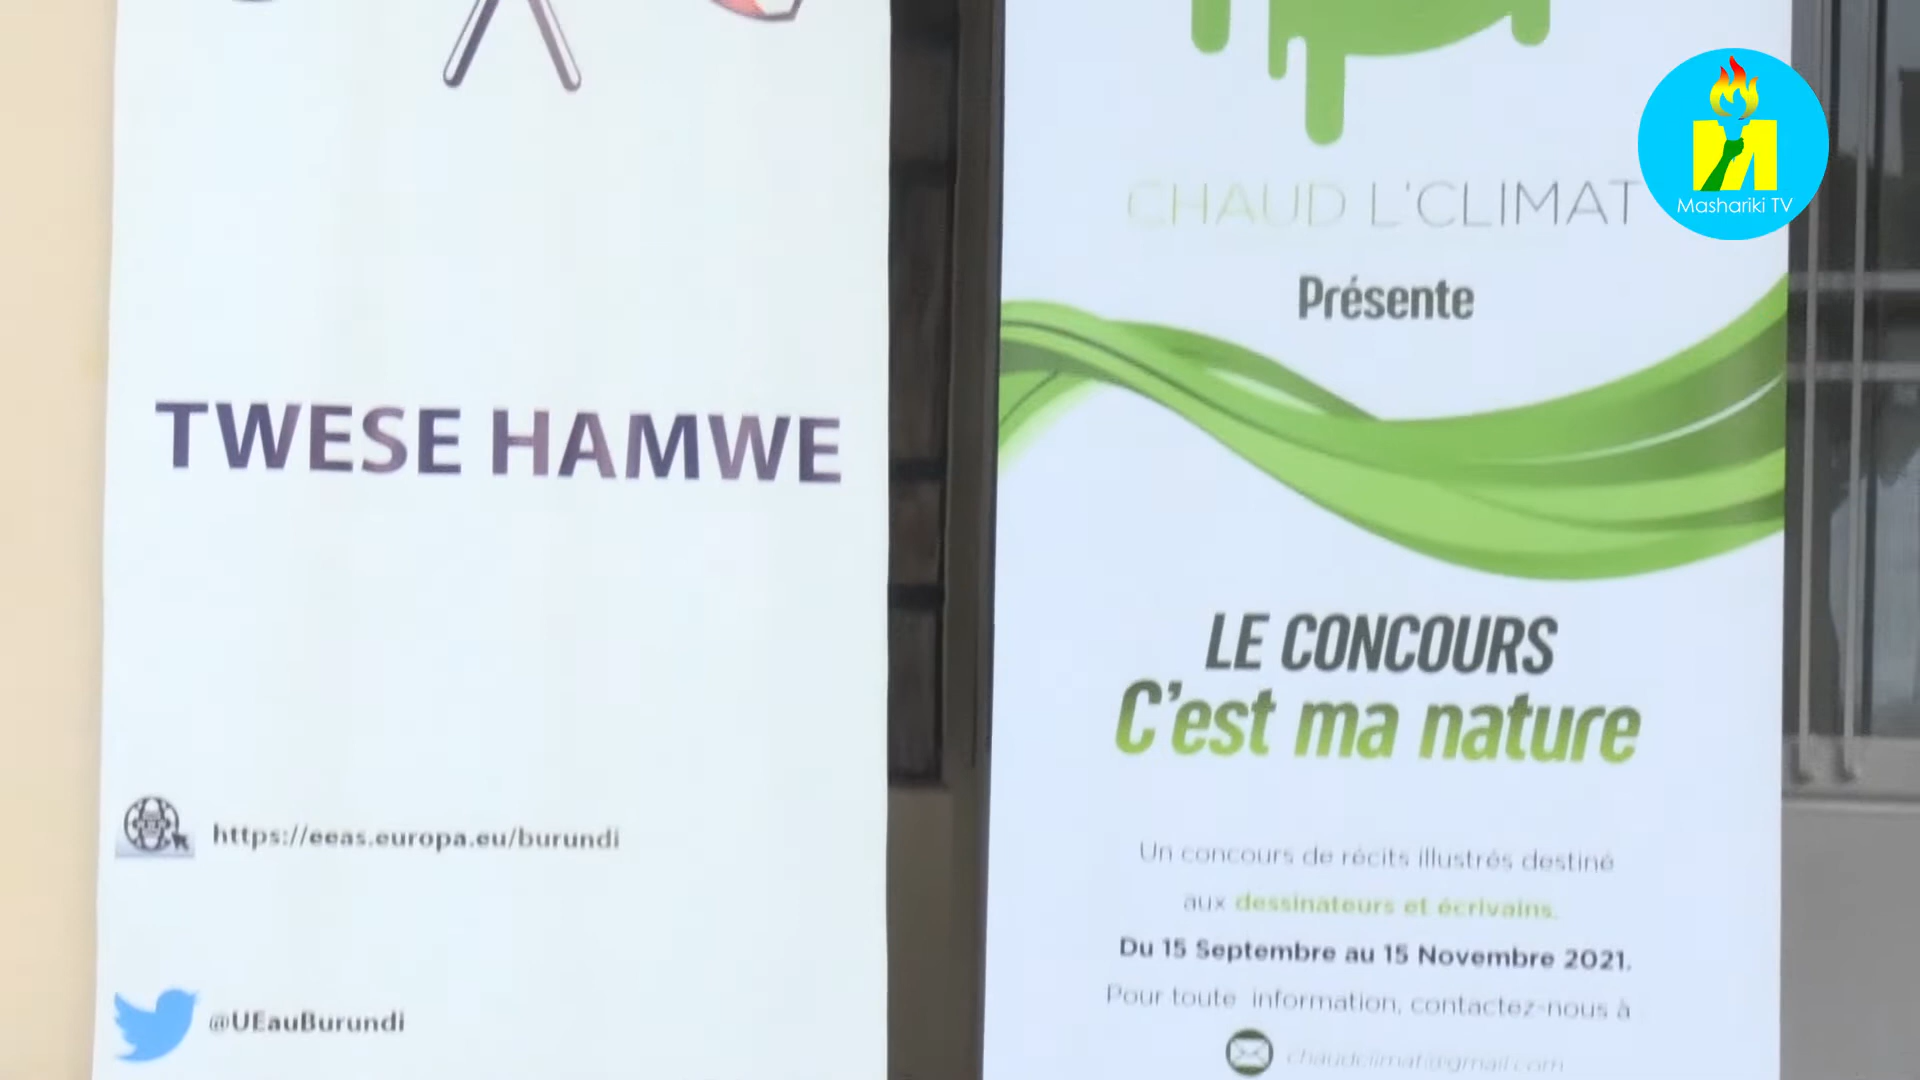 TWESE HAMWE
https://eeas.europa.eu/burundi
@UEauBurundi
CHAUD L'CLIMAT
Présente
LE CONCOURS
C'est ma nature
Un concours de récits illustrés destiné
aux dessinateurs et écrivains.
Du 15 Septembre au 15 Novembre 2021.
Pour toute information, contactez-nous à
chaudclimat@gmail.com
Mashariki TV